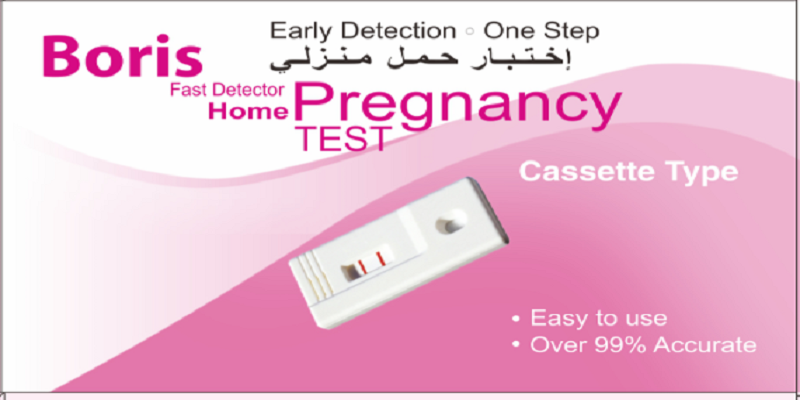 Boris
Early Detection ○ One Step
إختبار حمل منزلي
Fast Detector
Home Pregnancy
TEST
Cassette Type
• Easy to use
• Over 99% Accurate